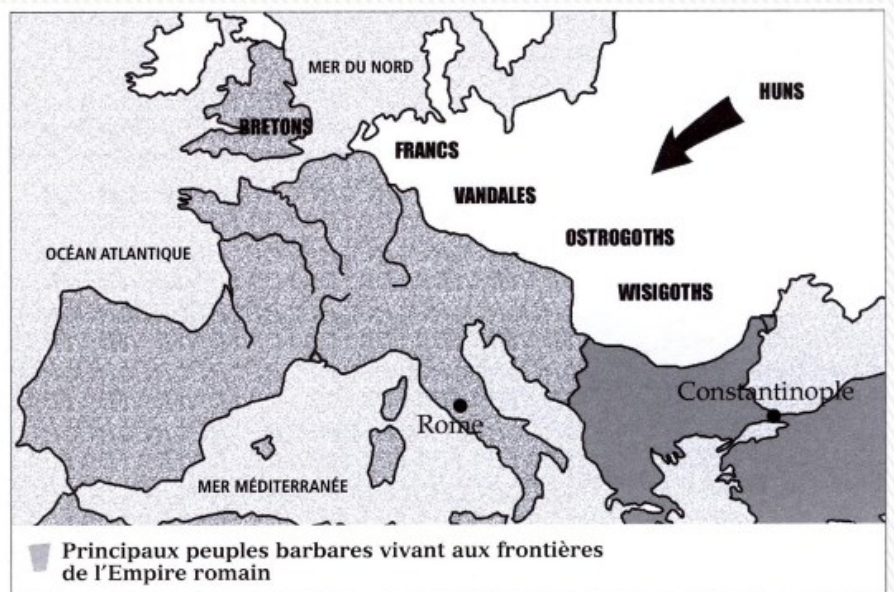 MER DU NORD
HUNS
BRETONS
FRANCS
VANDALES
OSTROGOTHS
OCÉAN ATLANTIQUE
WISIGOTHS
Constantinople
Rome
MER MÉDITERRANÉE
Principaux peuples barbares vivant aux frontières
de l'Empire romain